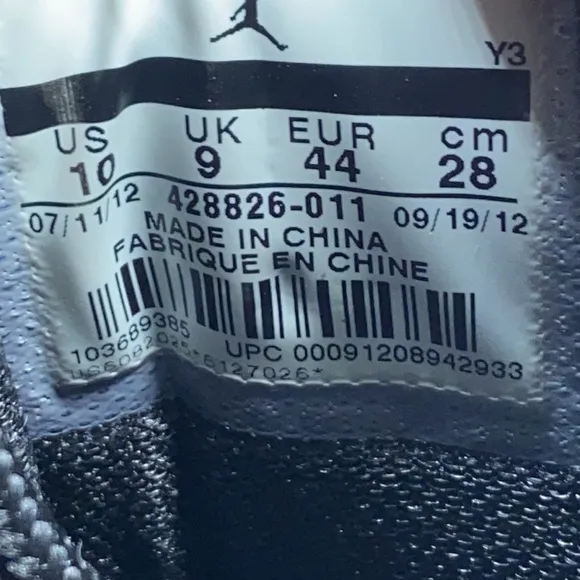 Y3
US UK EUR cm
10 9 44 28
07/11/12 428826-011 09/19/12
MADE IN CHINA
FABRIQUE EN CHINE
103689385 UPC 00091208942933